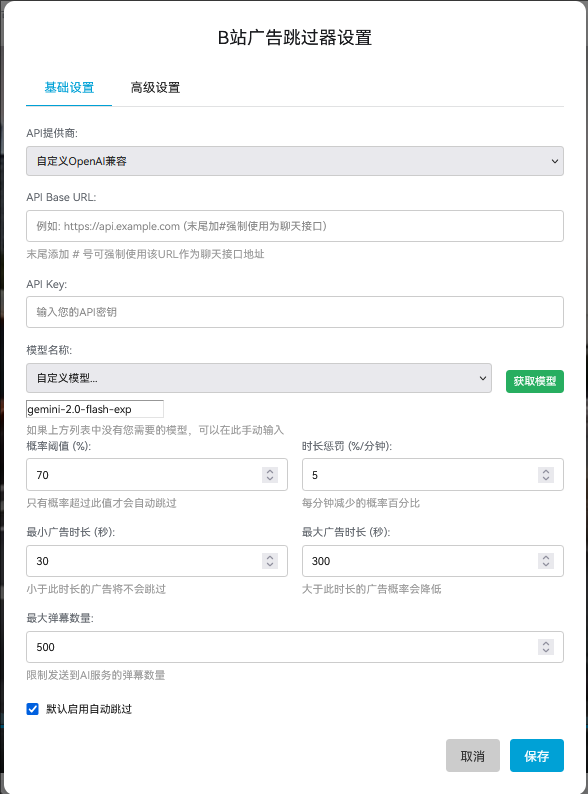 B站广告跳过器设置
基础设置 高级设置
API提供商:
自定义OpenAI兼容
API Base URL:
例如: https://api.example.com (末尾加#强制使用为聊天接口)
末尾添加 # 号可强制使用该URL作为聊天接口地址
API Key:
输入您的API密钥
模型名称:
自定义模型... 获取模型
gemini-2.0-flash-exp
如果上方列表中没有您需要的模型，可以在此手动输入
概率阈值 (%): 时长惩罚 (%/分钟):
70 5
只有概率超过此值才会自动跳过 每分钟减少的概率百分比
最小广告时长 (秒): 最大广告时长 (秒):
30 300
小于此时长的广告将不会跳过 大于此时长的广告概率会降低
最大弹幕数量:
500
限制发送到AI服务的弹幕数量
默认启用自动跳过
取消 保存